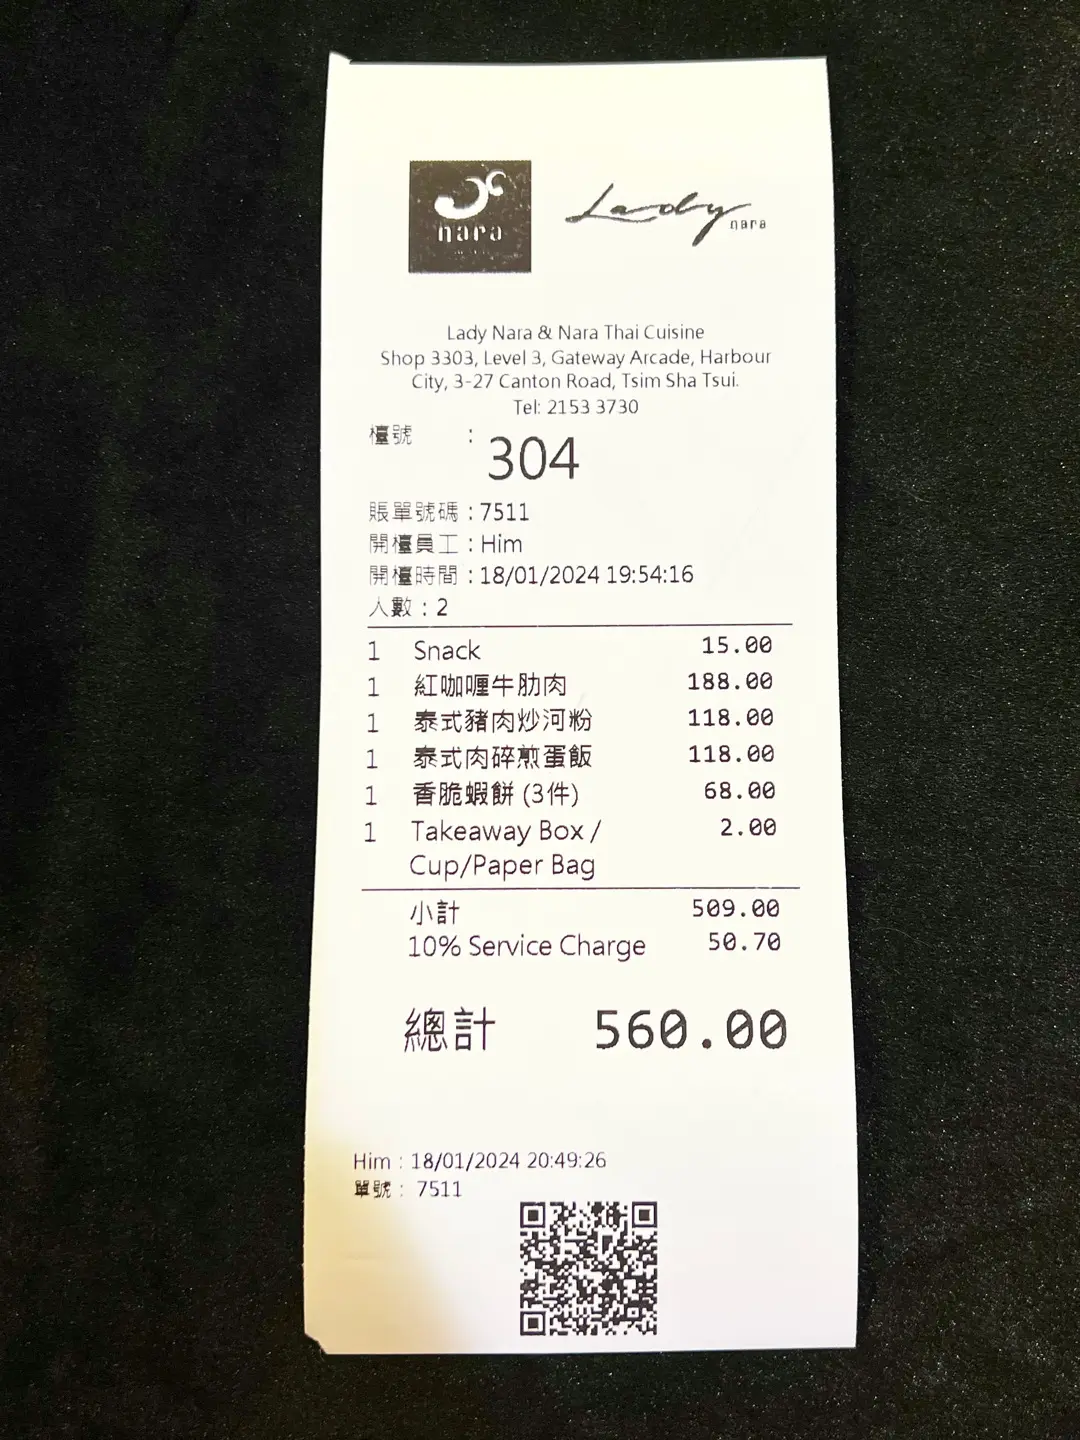 nara
Lady nara
Lady Nara & Nara Thai Cuisine
Shop 3303, Level 3, Gateway Arcade, Harbour
City, 3-27 Canton Road, Tsim Sha Tsui.
Tel: 2153 3730
檯號 : 304
賬單號碼 : 7511
開檯員工 : Him
開檯時間 : 18/01/2024 19:54:16
人數 : 2
1 Snack 15.00
1 紅咖喱牛肋肉 188.00
1 泰式豬肉炒河粉 118.00
1 泰式肉碎煎蛋飯 118.00
1 香脆蝦餅 (3件) 68.00
1 Takeaway Box / 2.00
Cup/Paper Bag
小計 509.00
10% Service Charge 50.70
總計 560.00
Him : 18/01/2024 20:49:26
單號 : 7511